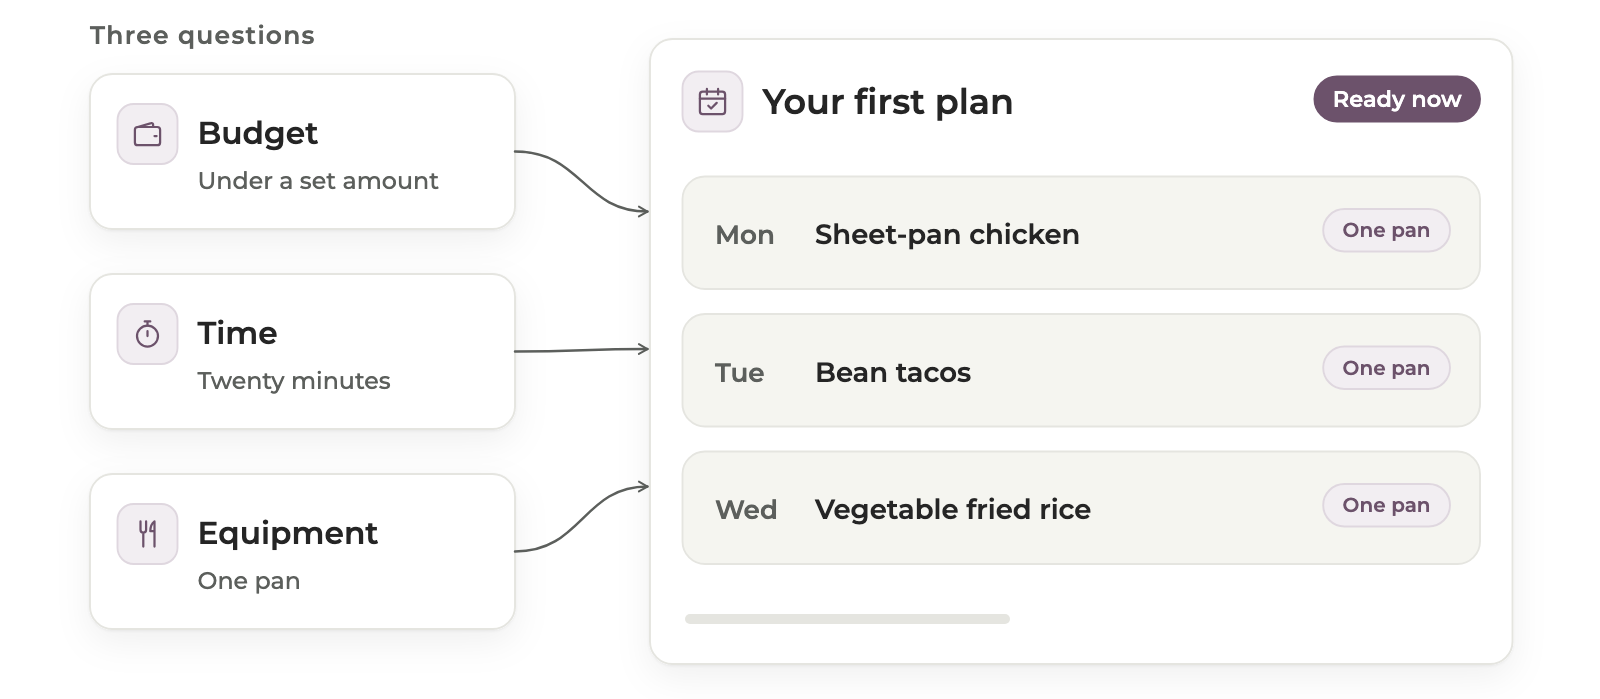 Three questions
Budget
Under a set amount
Time
Twenty minutes
Equipment
One pan
Your first plan
Ready now
Mon Sheet-pan chicken One pan
Tue Bean tacos One pan
Wed Vegetable fried rice One pan